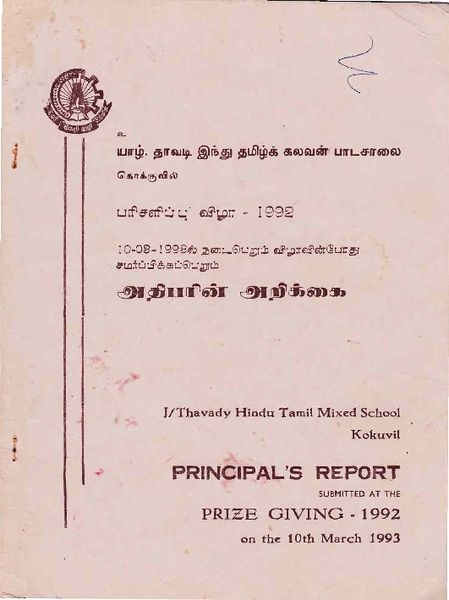 உ
யாழ். தாவடி இந்து தமிழ்க் கலவன் பாடசாலை
கொக்குவில்
பரிசளிப்பு விழா - 1992
10-03-1993ல் நடைபெறும் விழாவின்போது
சமர்ப்பிக்கப்பெறும்
அதிபரின் அறிக்கை
J/Thavady Hindu Tamil Mixed School
Kokuvil
PRINCIPAL'S REPORT
SUBMITTED AT THE
PRIZE GIVING - 1992
on the 10th March 1993